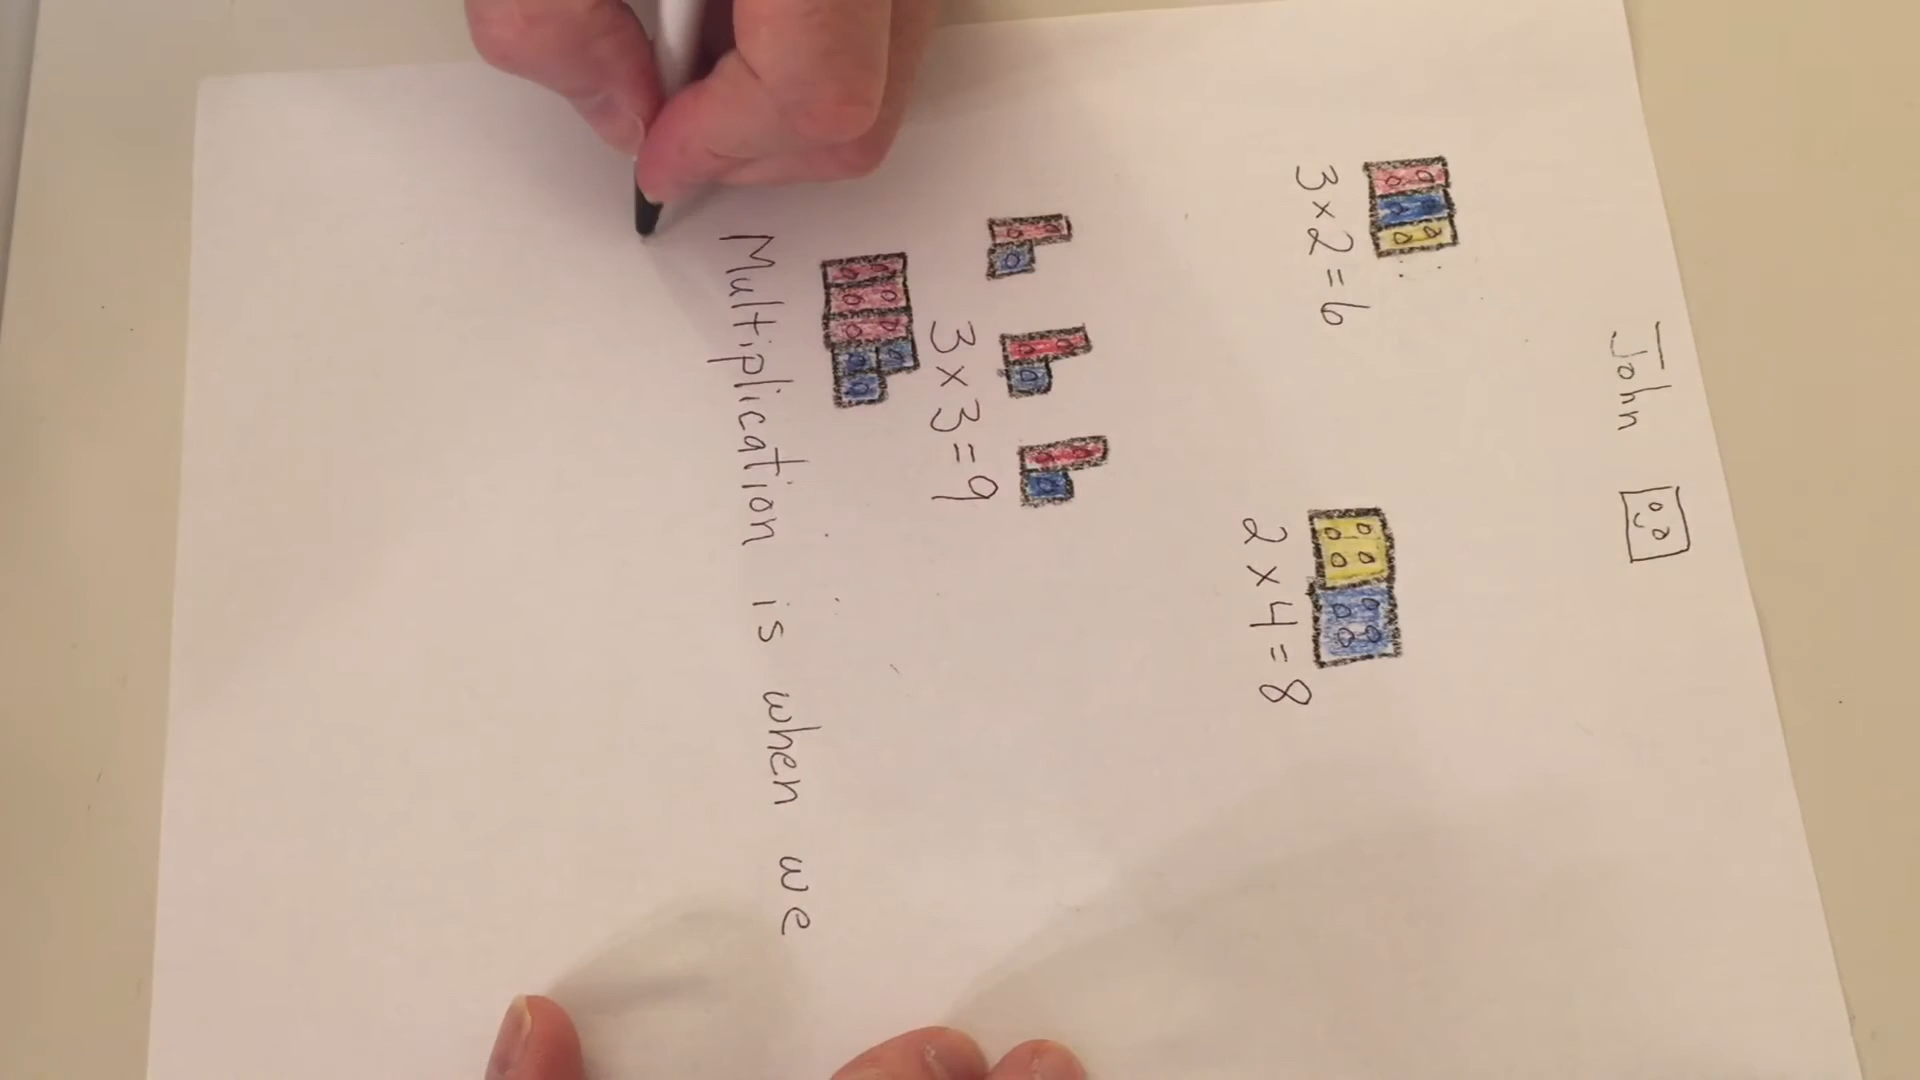 John
3 x 2 = 6
2 x 4 = 8
3 x 3 = 9
Multiplication is when we